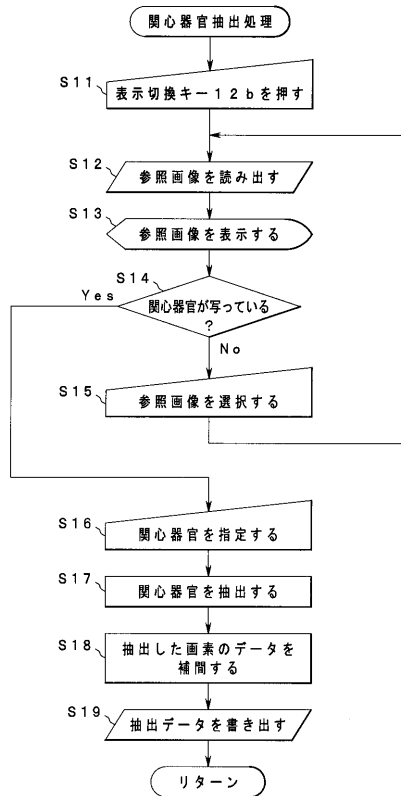 関心器官抽出処理
S11
表示切換キー12bを押す
S12
参照画像を読み出す
S13
参照画像を表示する
S14
Yes
関心器官が写っている
?
No
S15
参照画像を選択する
S16
関心器官を指定する
S17
関心器官を抽出する
S18
抽出した画素のデータを
補間する
S19
抽出データを書き出す
リターン